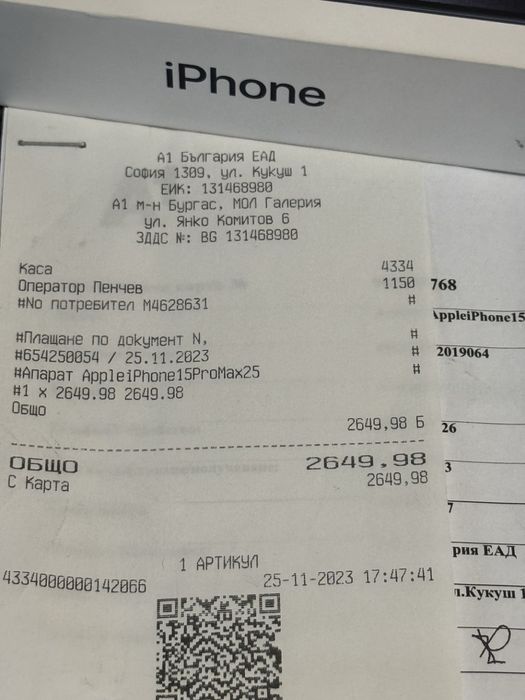 iPhone
А1 България ЕАД
София 1309, ул. Кукуш 1
ЕИК: 131468980
А1 м-н Бургас, МОЛ Галерия
ул. Янко Комитов 6
ЗДДС №: BG 131468980
Каса 4334
Оператор Пенчев 1150
#No потребител М4628631 #
#Плащане по документ N, #
#654250054 / 25.11.2023 #
#Апарат AppleiPhone15ProMax25 #
#1 x 2649.98 2649.98
Общо
2649,98 Б
ОБЩО 2649,98
С Карта 2649,98
1 АРТИКУЛ
4334000000142066 25-11-2023 17:47:41
768
AppleiPhone15
2019064
26
3
7
рия ЕАД
л.Кукуш 1